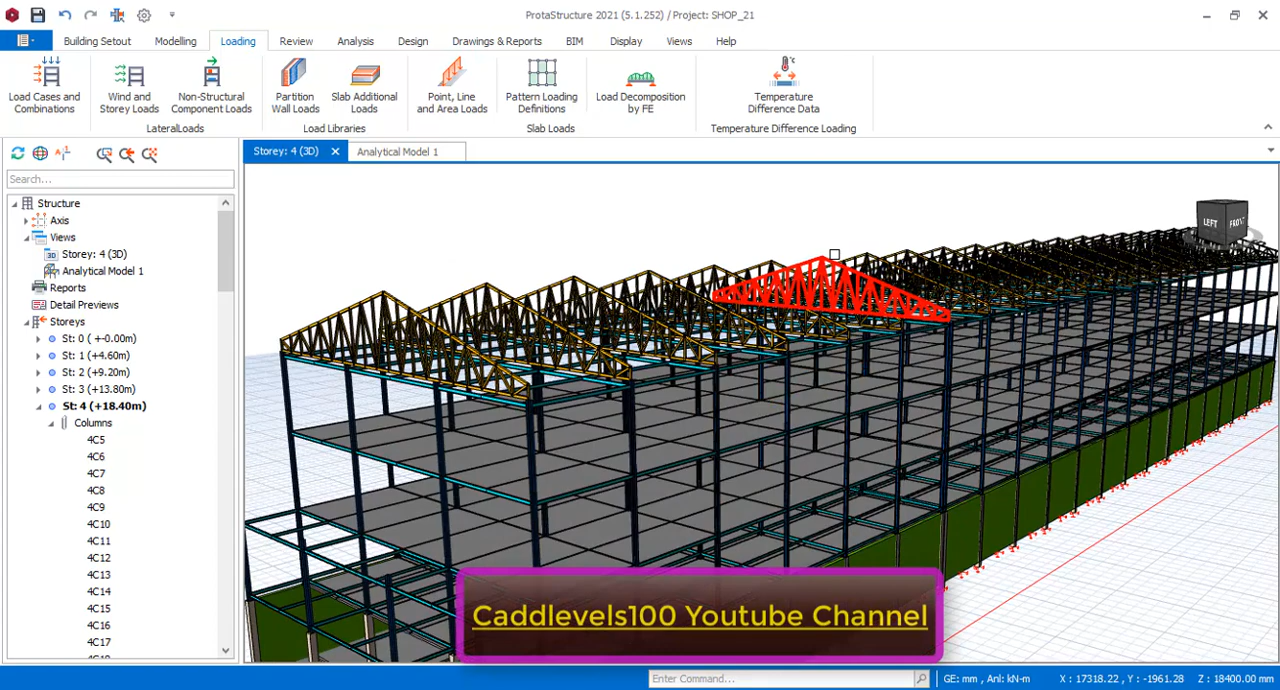 ProtaStructure 2021 (5.1.252) / Project: SHOP_21
Building Setout Modelling Loading Review Analysis Design Drawings & Reports BIM Display Views Help
Load Cases and Combinations
Wind and Storey Loads
Non-Structural Component Loads
LateralLoads
Partition Wall Loads
Slab Additional Loads
Load Libraries
Point, Line and Area Loads
Pattern Loading Definitions
Load Decomposition by FE
Slab Loads
Temperature Difference Data
Temperature Difference Loading
Search...
Structure
Axis
Views
3D Storey: 4 (3D)
Analytical Model 1
Reports
Detail Previews
Storeys
St: 0 ( +-0.00m)
St: 1 (+4.60m)
St: 2 (+9.20m)
St: 3 (+13.80m)
St: 4 (+18.40m)
Columns
4C5
4C6
4C7
4C8
4C9
4C10
4C11
4C12
4C13
4C14
4C15
4C16
4C17
Storey: 4 (3D)
Analytical Model 1
LEFT FRONT
Caddlevels100 Youtube Channel
Enter Command...
GE: mm , Anl: kN-m
X : 17318.22 , Y : -1961.28
Z : 18400.00 mm